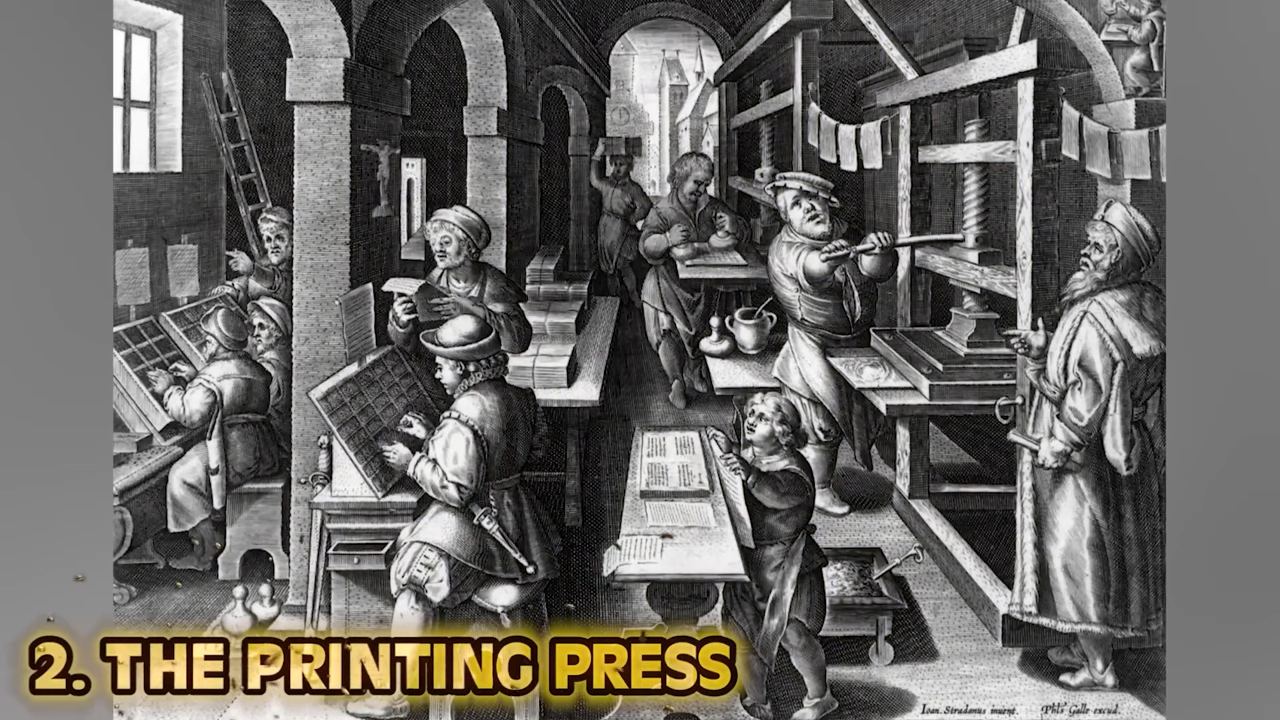 Ioan. Stradanus invent.   Phls Galle excud.
2. THE PRINTING PRESS